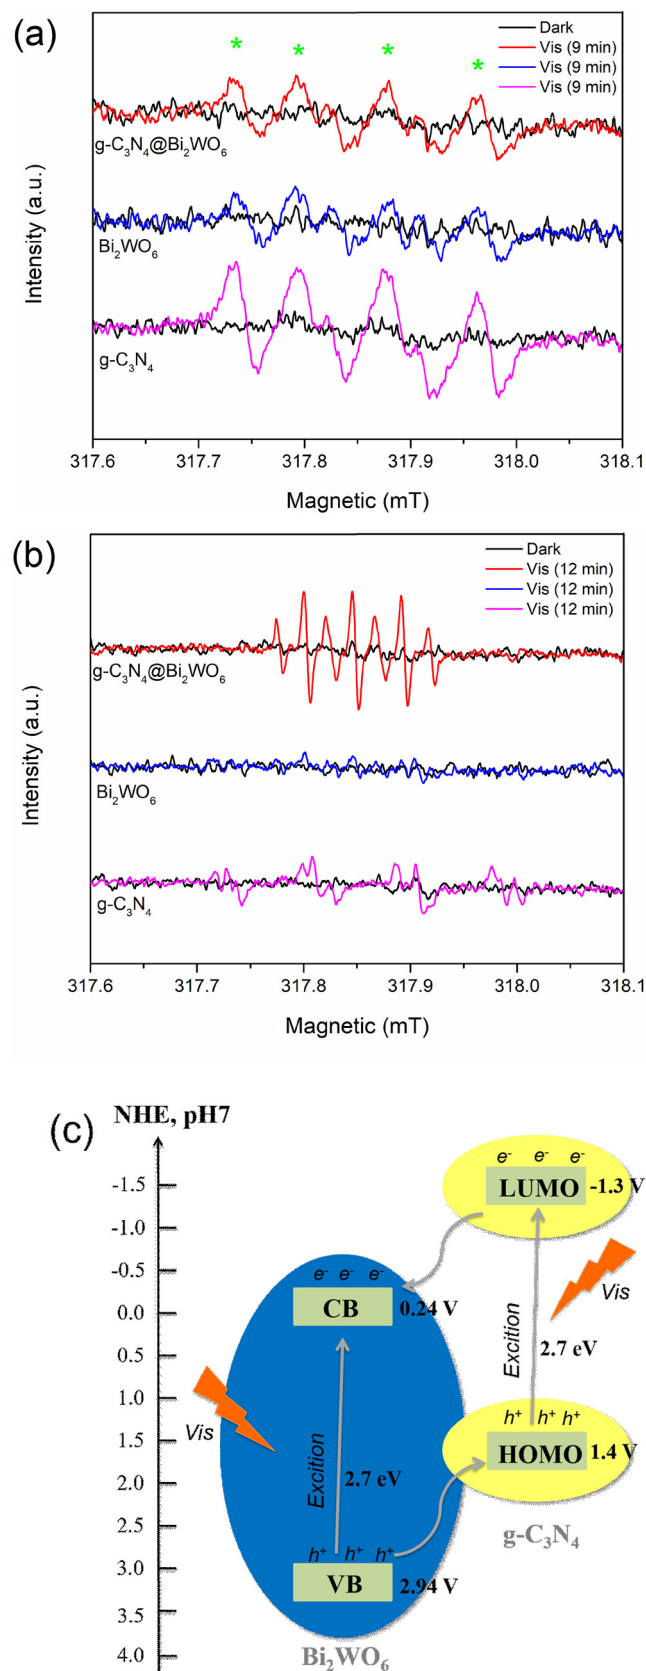 (a)
Dark
Vis (9 min)
Vis (9 min)
Vis (9 min)
* * * *
g-C₃N₄@Bi₂WO₆
Bi₂WO₆
g-C₃N₄
Intensity (a.u.)
317.6 317.7 317.8 317.9 318.0 318.1
Magnetic (mT)
(b)
Dark
Vis (12 min)
Vis (12 min)
Vis (12 min)
g-C₃N₄@Bi₂WO₆
Bi₂WO₆
g-C₃N₄
Intensity (a.u.)
317.6 317.7 317.8 317.9 318.0 318.1
Magnetic (mT)
(c)
NHE, pH7
-1.5
-1.0
-0.5
0.0
0.5
1.0
1.5
2.0
2.5
3.0
3.5
4.0
e⁻ e⁻ e⁻
LUMO -1.3 V
e⁻ e⁻ e⁻
CB 0.24 V
Vis
Excition
2.7 eV
h⁺ h⁺ h⁺
HOMO 1.4 V
g-C₃N₄
Vis
Excition
2.7 eV
h⁺ h⁺ h⁺
VB 2.94 V
Bi₂WO₆